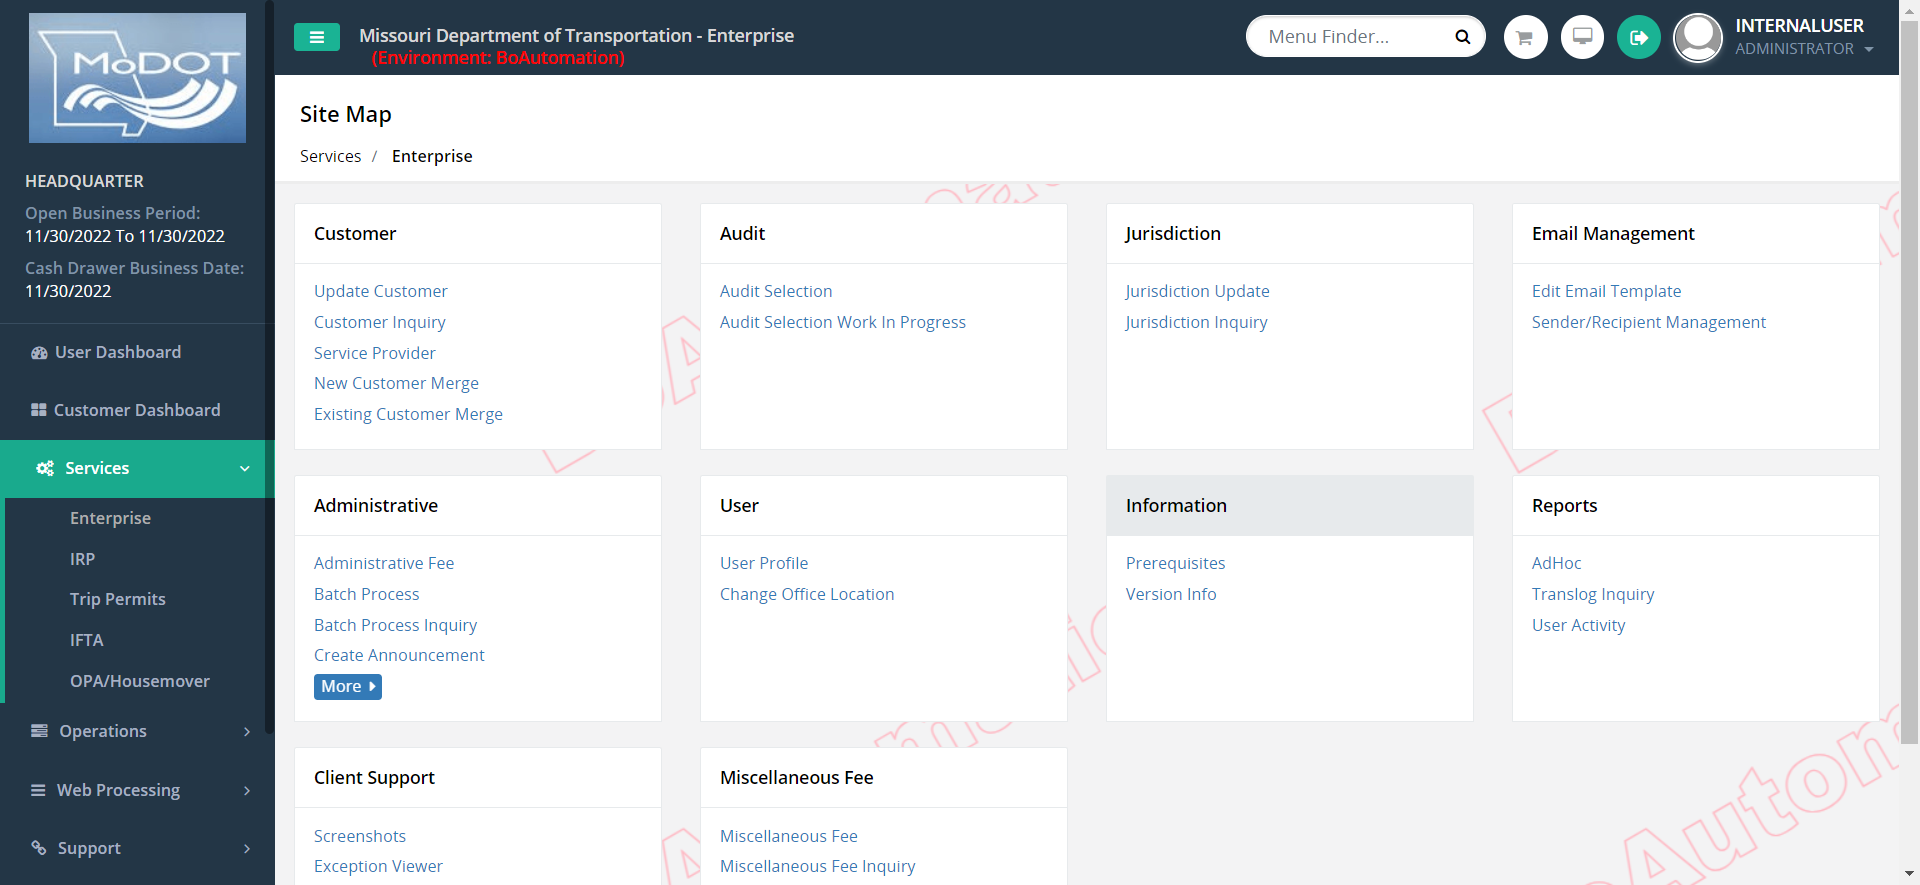 MoDOT
Missouri Department of Transportation - Enterprise
(Environment: BoAutomation)
Menu Finder...
INTERNALUSER
ADMINISTRATOR
HEADQUARTER
Open Business Period:
11/30/2022 To 11/30/2022
Cash Drawer Business Date:
11/30/2022
User Dashboard
Customer Dashboard
Services
Enterprise
IRP
Trip Permits
IFTA
OPA/Housemover
Operations
Web Processing
Support
Site Map
Services / Enterprise
Customer
Update Customer
Customer Inquiry
Service Provider
New Customer Merge
Existing Customer Merge
Audit
Audit Selection
Audit Selection Work In Progress
Jurisdiction
Jurisdiction Update
Jurisdiction Inquiry
Email Management
Edit Email Template
Sender/Recipient Management
Administrative
Administrative Fee
Batch Process
Batch Process Inquiry
Create Announcement
More
User
User Profile
Change Office Location
Information
Prerequisites
Version Info
Reports
AdHoc
Translog Inquiry
User Activity
Client Support
Screenshots
Exception Viewer
Miscellaneous Fee
Miscellaneous Fee
Miscellaneous Fee Inquiry